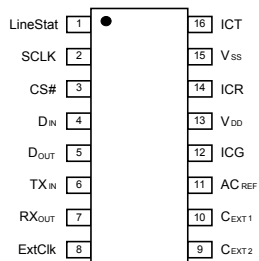 LineStat 1 16 ICT
SCLK 2 15 VSS
CS# 3 14 ICR
DIN 4 13 VDD
DOUT 5 12 ICG
TXIN 6 11 ACREF
RXOUT 7 10 CEXT1
ExtClk 8 9 CEXT2